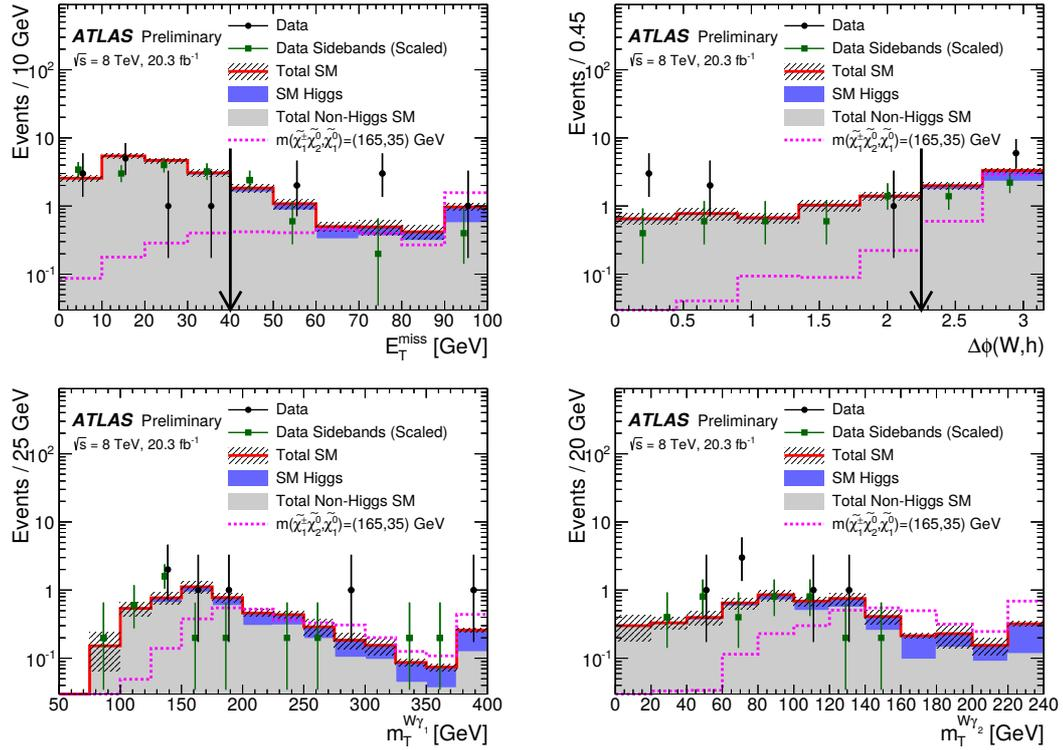 Events / 10 GeV
10²
10
1
10⁻¹
ATLAS Preliminary
√s = 8 TeV, 20.3 fb⁻¹
Data
Data Sidebands (Scaled)
Total SM
SM Higgs
Total Non-Higgs SM
m(χ̃₁±χ̃₂⁰,χ̃₁⁰)=(165,35) GeV
0 10 20 30 40 50 60 70 80 90 100
E_T^miss [GeV]
Events / 0.45
10²
10
1
10⁻¹
ATLAS Preliminary
√s = 8 TeV, 20.3 fb⁻¹
Data
Data Sidebands (Scaled)
Total SM
SM Higgs
Total Non-Higgs SM
m(χ̃₁±χ̃₂⁰,χ̃₁⁰)=(165,35) GeV
0 0.5 1 1.5 2 2.5 3
Δϕ(W,h)
Events / 25 GeV
10²
10
1
10⁻¹
ATLAS Preliminary
√s = 8 TeV, 20.3 fb⁻¹
Data
Data Sidebands (Scaled)
Total SM
SM Higgs
Total Non-Higgs SM
m(χ̃₁±χ̃₂⁰,χ̃₁⁰)=(165,35) GeV
50 100 150 200 250 300 350 400
m_T^Wγ₁ [GeV]
Events / 20 GeV
10²
10
1
10⁻¹
ATLAS Preliminary
√s = 8 TeV, 20.3 fb⁻¹
Data
Data Sidebands (Scaled)
Total SM
SM Higgs
Total Non-Higgs SM
m(χ̃₁±χ̃₂⁰,χ̃₁⁰)=(165,35) GeV
0 20 40 60 80 100 120 140 160 180 200 220 240
m_T^Wγ₂ [GeV]